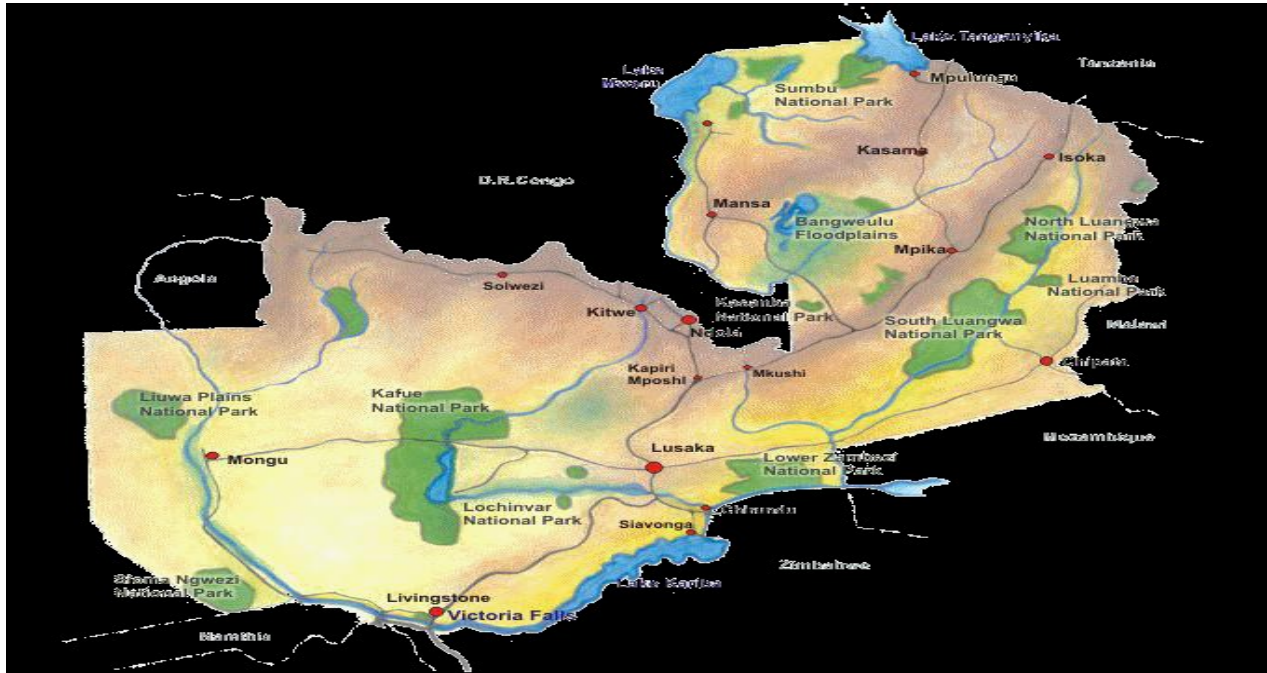 Lake Tanganyika
Lake
Mweru
Tanzania
Mpulungu
Sumbu
National Park
Kasama
Isoka
D.R.Congo
Mansa
Bangweulu
Floodplains
North Luangwa
National Park
Mpika
Angola
Solwezi
Luambe
National Park
Kasanka
National Park
Kitwe
Ndola
South Luangwa
National Park
Malawi
Chipata
Kapiri
Mposhi
Mkushi
Liuwa Plains
National Park
Kafue
National Park
Mozambique
Lusaka
Mongu
Lower Zambezi
National Park
Lochinvar
National Park
Chirundu
Siavonga
Zimbabwe
Sioma Ngwezi
National Park
Lake Kariba
Livingstone
Victoria Falls
Namibia